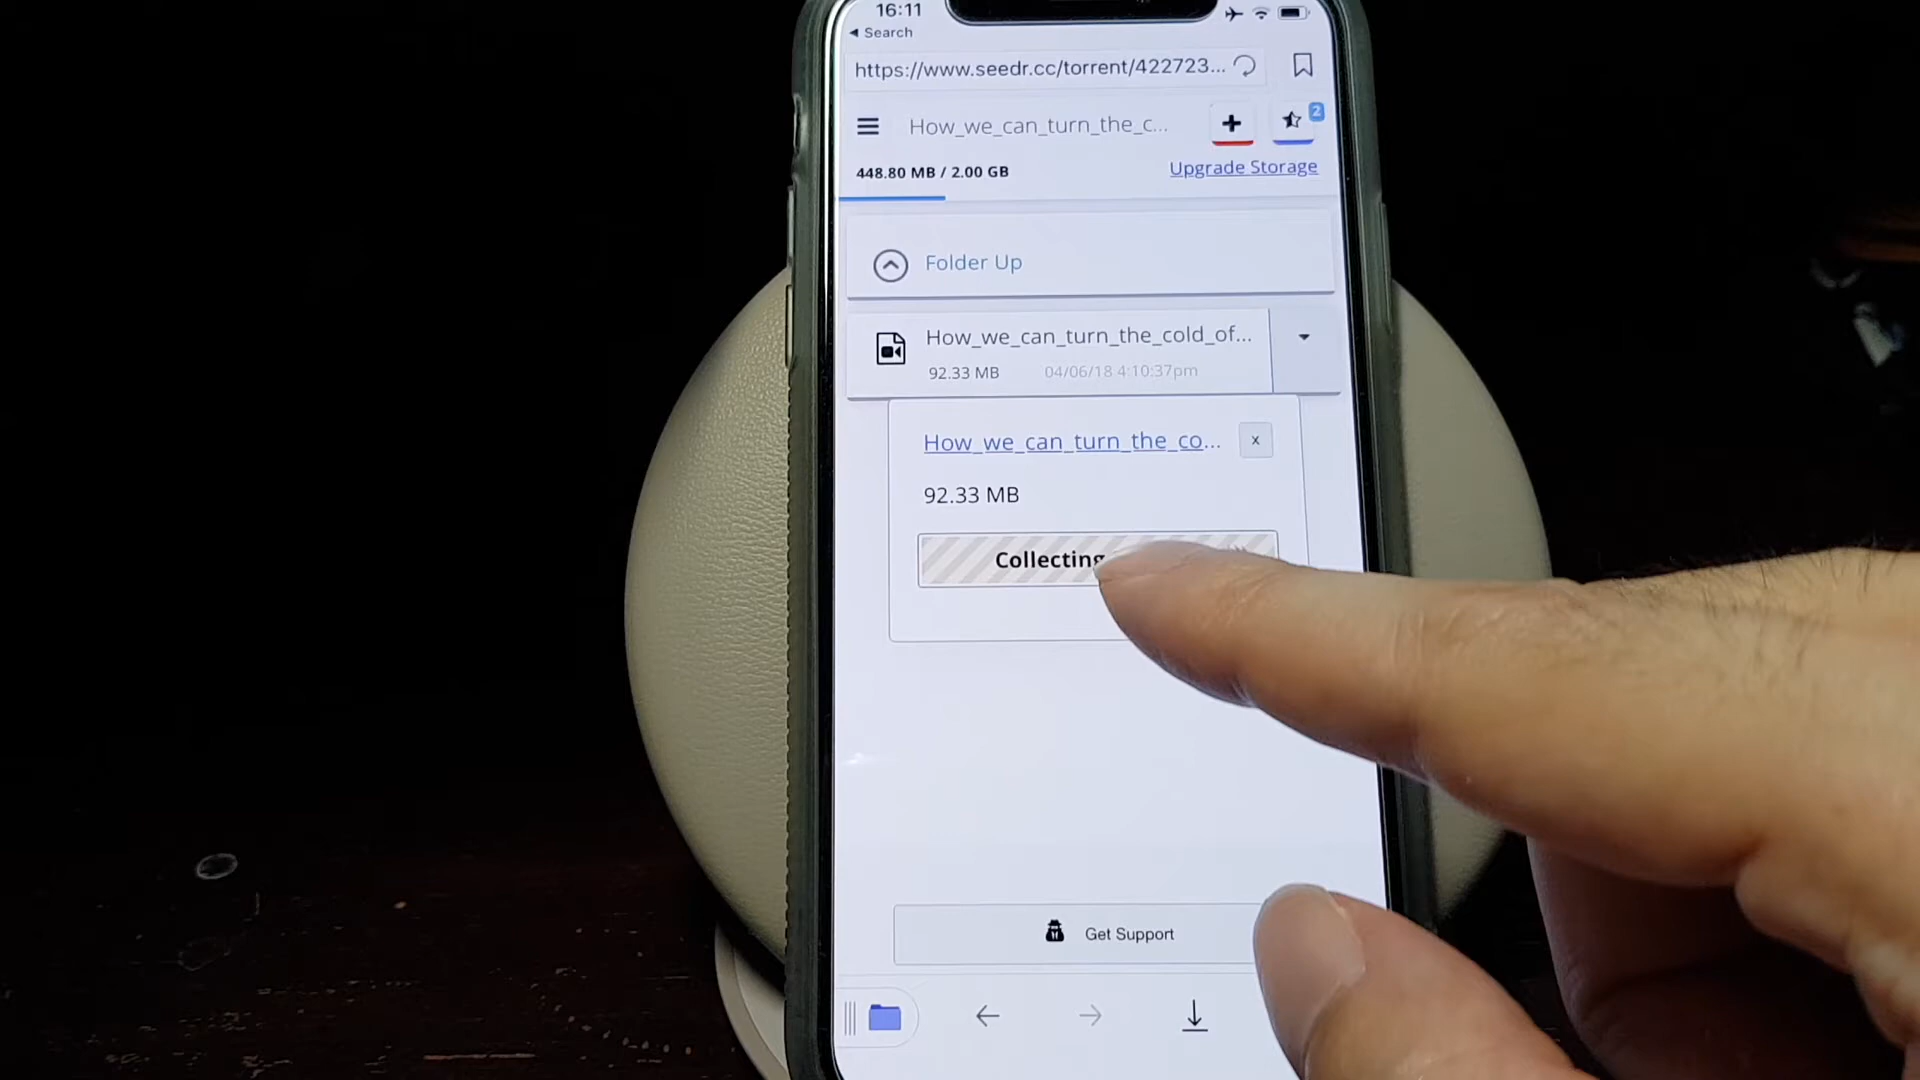 16:11
◀ Search
https://www.seedr.cc/torrent/422723...
How_we_can_turn_the_c...
2
448.80 MB / 2.00 GB
Upgrade Storage
Folder Up
How_we_can_turn_the_cold_of...
92.33 MB 04/06/18 4:10:37pm
How_we_can_turn_the_co...
x
92.33 MB
Collecting
Get Support